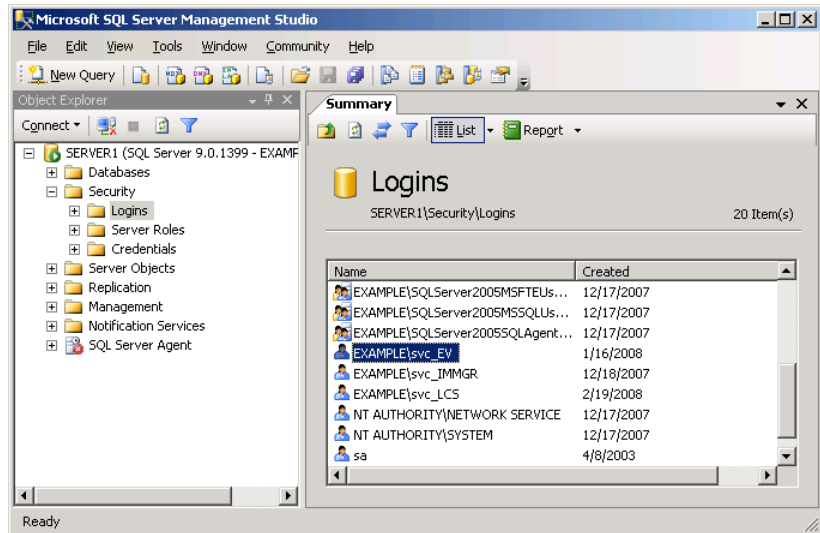 Microsoft SQL Server Management Studio
File Edit View Tools Window Community Help
New Query
Object Explorer
Connect
SERVER1 (SQL Server 9.0.1399 - EXAMP
Databases
Security
Logins
Server Roles
Credentials
Server Objects
Replication
Management
Notification Services
SQL Server Agent
Summary
List Report
Logins
SERVER1\Security\Logins 20 Item(s)
Name Created
EXAMPLE\SQLServer2005MSFTEUs... 12/17/2007
EXAMPLE\SQLServer2005MSSQLUs... 12/17/2007
EXAMPLE\SQLServer2005SQLAgent... 12/17/2007
EXAMPLE\svc_EV 1/16/2008
EXAMPLE\svc_IMMGR 12/18/2007
EXAMPLE\svc_LCS 2/19/2008
NT AUTHORITY\NETWORK SERVICE 12/17/2007
NT AUTHORITY\SYSTEM 12/17/2007
sa 4/8/2003
Ready